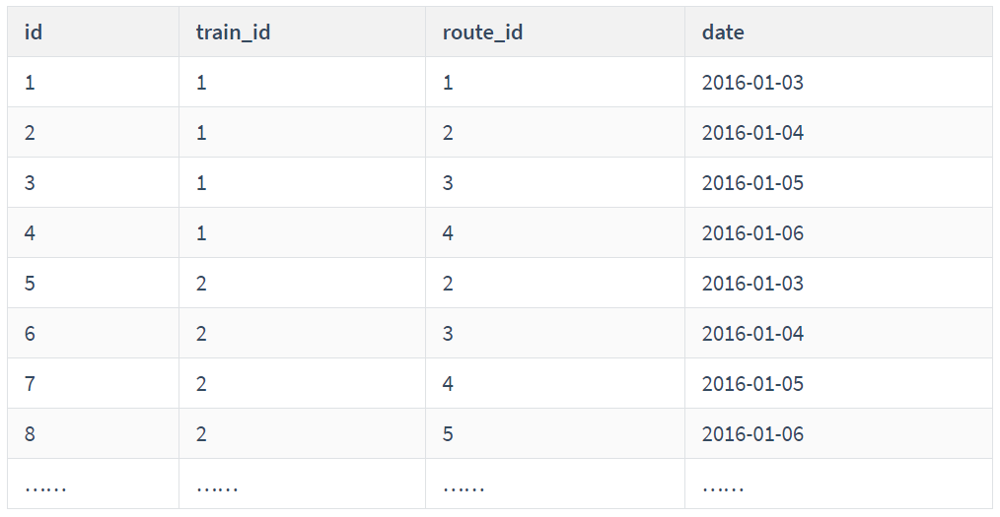 id train_id route_id date
1 1 1 2016-01-03
2 1 2 2016-01-04
3 1 3 2016-01-05
4 1 4 2016-01-06
5 2 2 2016-01-03
6 2 3 2016-01-04
7 2 4 2016-01-05
8 2 5 2016-01-06
…… …… …… ……